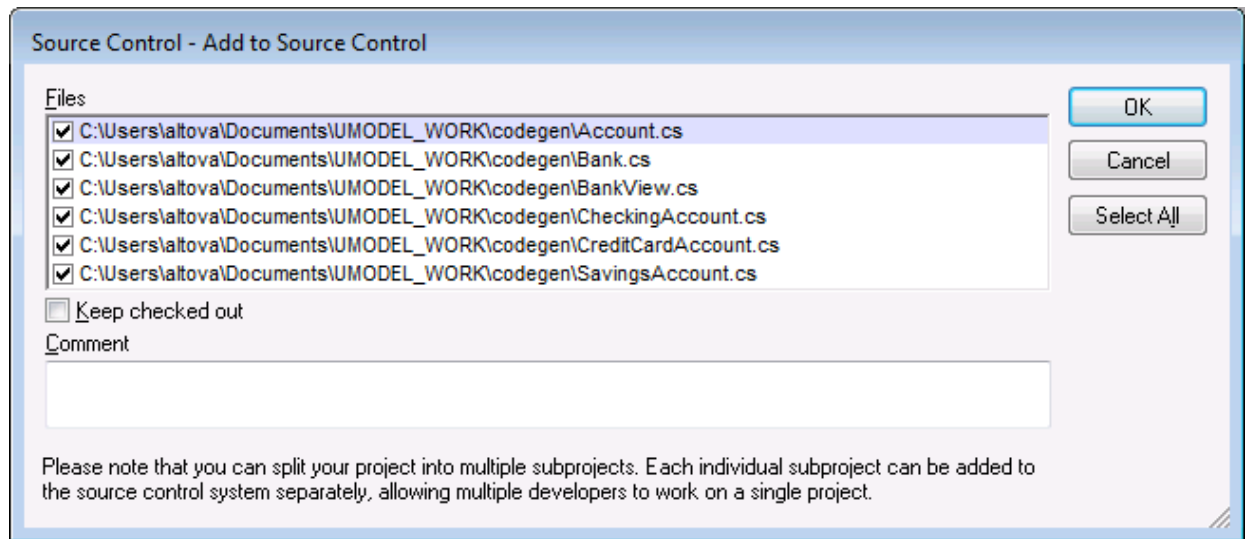 Source Control - Add to Source Control
Files
OK
C:\Users\altova\Documents\UMODEL_WORK\codegen\Account.cs
C:\Users\altova\Documents\UMODEL_WORK\codegen\Bank.cs
Cancel
C:\Users\altova\Documents\UMODEL_WORK\codegen\BankView.cs
C:\Users\altova\Documents\UMODEL_WORK\codegen\CheckingAccount.cs
Select All
C:\Users\altova\Documents\UMODEL_WORK\codegen\CreditCardAccount.cs
C:\Users\altova\Documents\UMODEL_WORK\codegen\SavingsAccount.cs
Keep checked out
Comment
Please note that you can split your project into multiple subprojects. Each individual subproject can be added to
the source control system separately, allowing multiple developers to work on a single project.